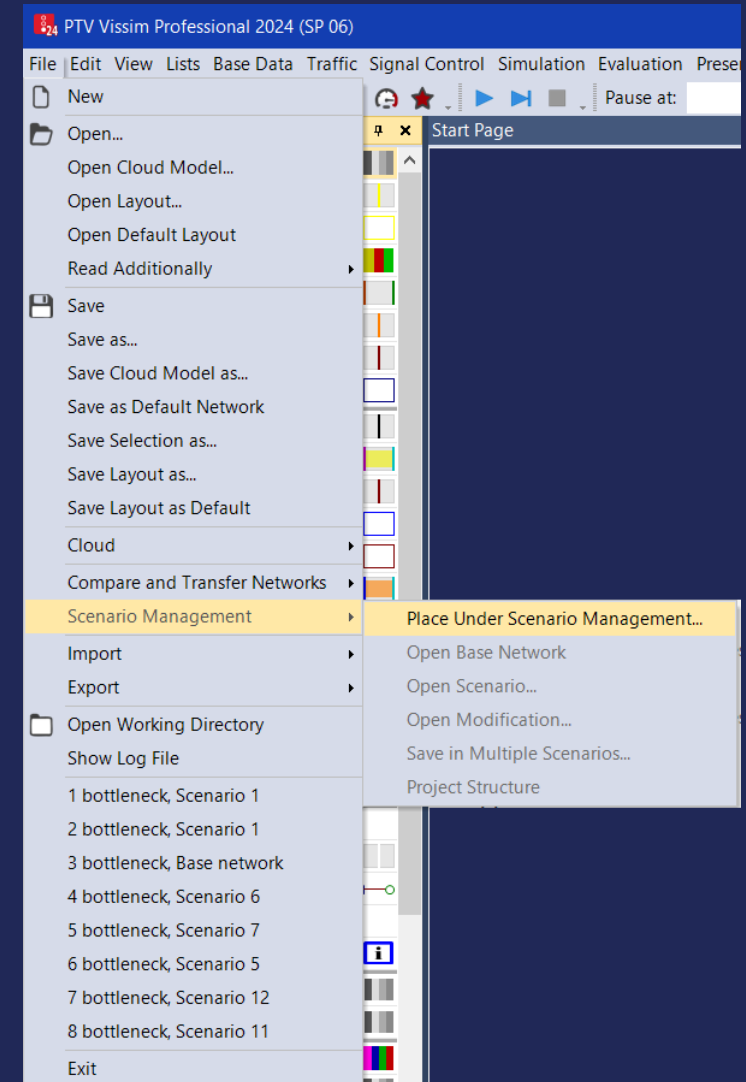 24 PTV Vissim Professional 2024 (SP 06)
File Edit View Lists Base Data Traffic Signal Control Simulation Evaluation Presen
New
Pause at:
Open...
Start Page
Open Cloud Model...
Open Layout...
Open Default Layout
Read Additionally
Save
Save as...
Save Cloud Model as...
Save as Default Network
Save Selection as...
Save Layout as...
Save Layout as Default
Cloud
Compare and Transfer Networks
Scenario Management
Place Under Scenario Management...
Import
Open Base Network
Export
Open Scenario...
Open Working Directory
Open Modification...
Show Log File
Save in Multiple Scenarios...
Project Structure
1 bottleneck, Scenario 1
2 bottleneck, Scenario 1
3 bottleneck, Base network
4 bottleneck, Scenario 6
5 bottleneck, Scenario 7
6 bottleneck, Scenario 5
7 bottleneck, Scenario 12
8 bottleneck, Scenario 11
Exit